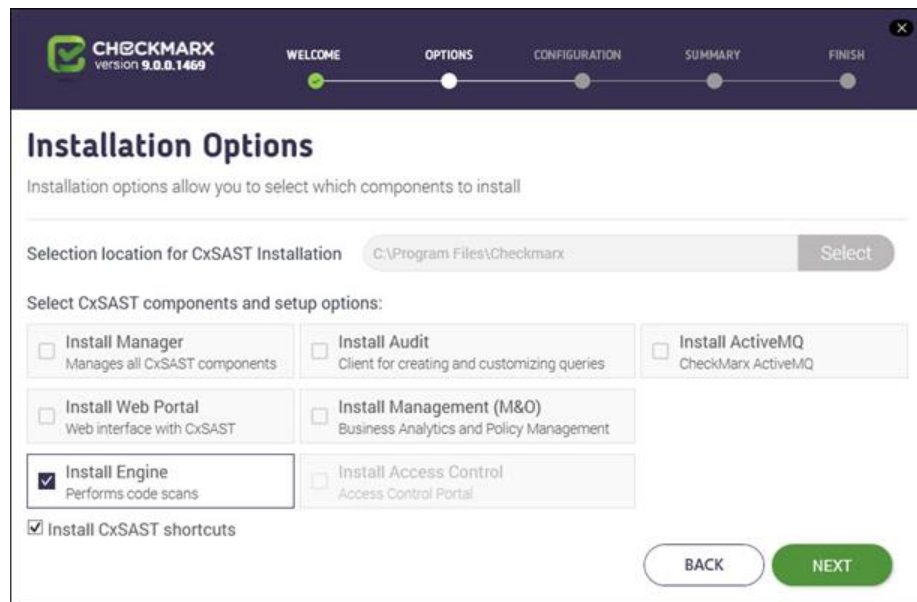 CHECKMARX
version 9.0.0.1469
WELCOME
OPTIONS
CONFIGURATION
SUMMARY
FINISH
Installation Options
Installation options allow you to select which components to install
Selection location for CxSAST Installation
C:\Program Files\Checkmarx
Select
Select CxSAST components and setup options:
Install Manager
Manages all CxSAST components
Install Audit
Client for creating and customizing queries
Install ActiveMQ
CheckMarx ActiveMQ
Install Web Portal
Web interface with CxSAST
Install Management (M&O)
Business Analytics and Policy Management
Install Engine
Performs code scans
Install Access Control
Access Control Portal
Install CxSAST shortcuts
BACK
NEXT